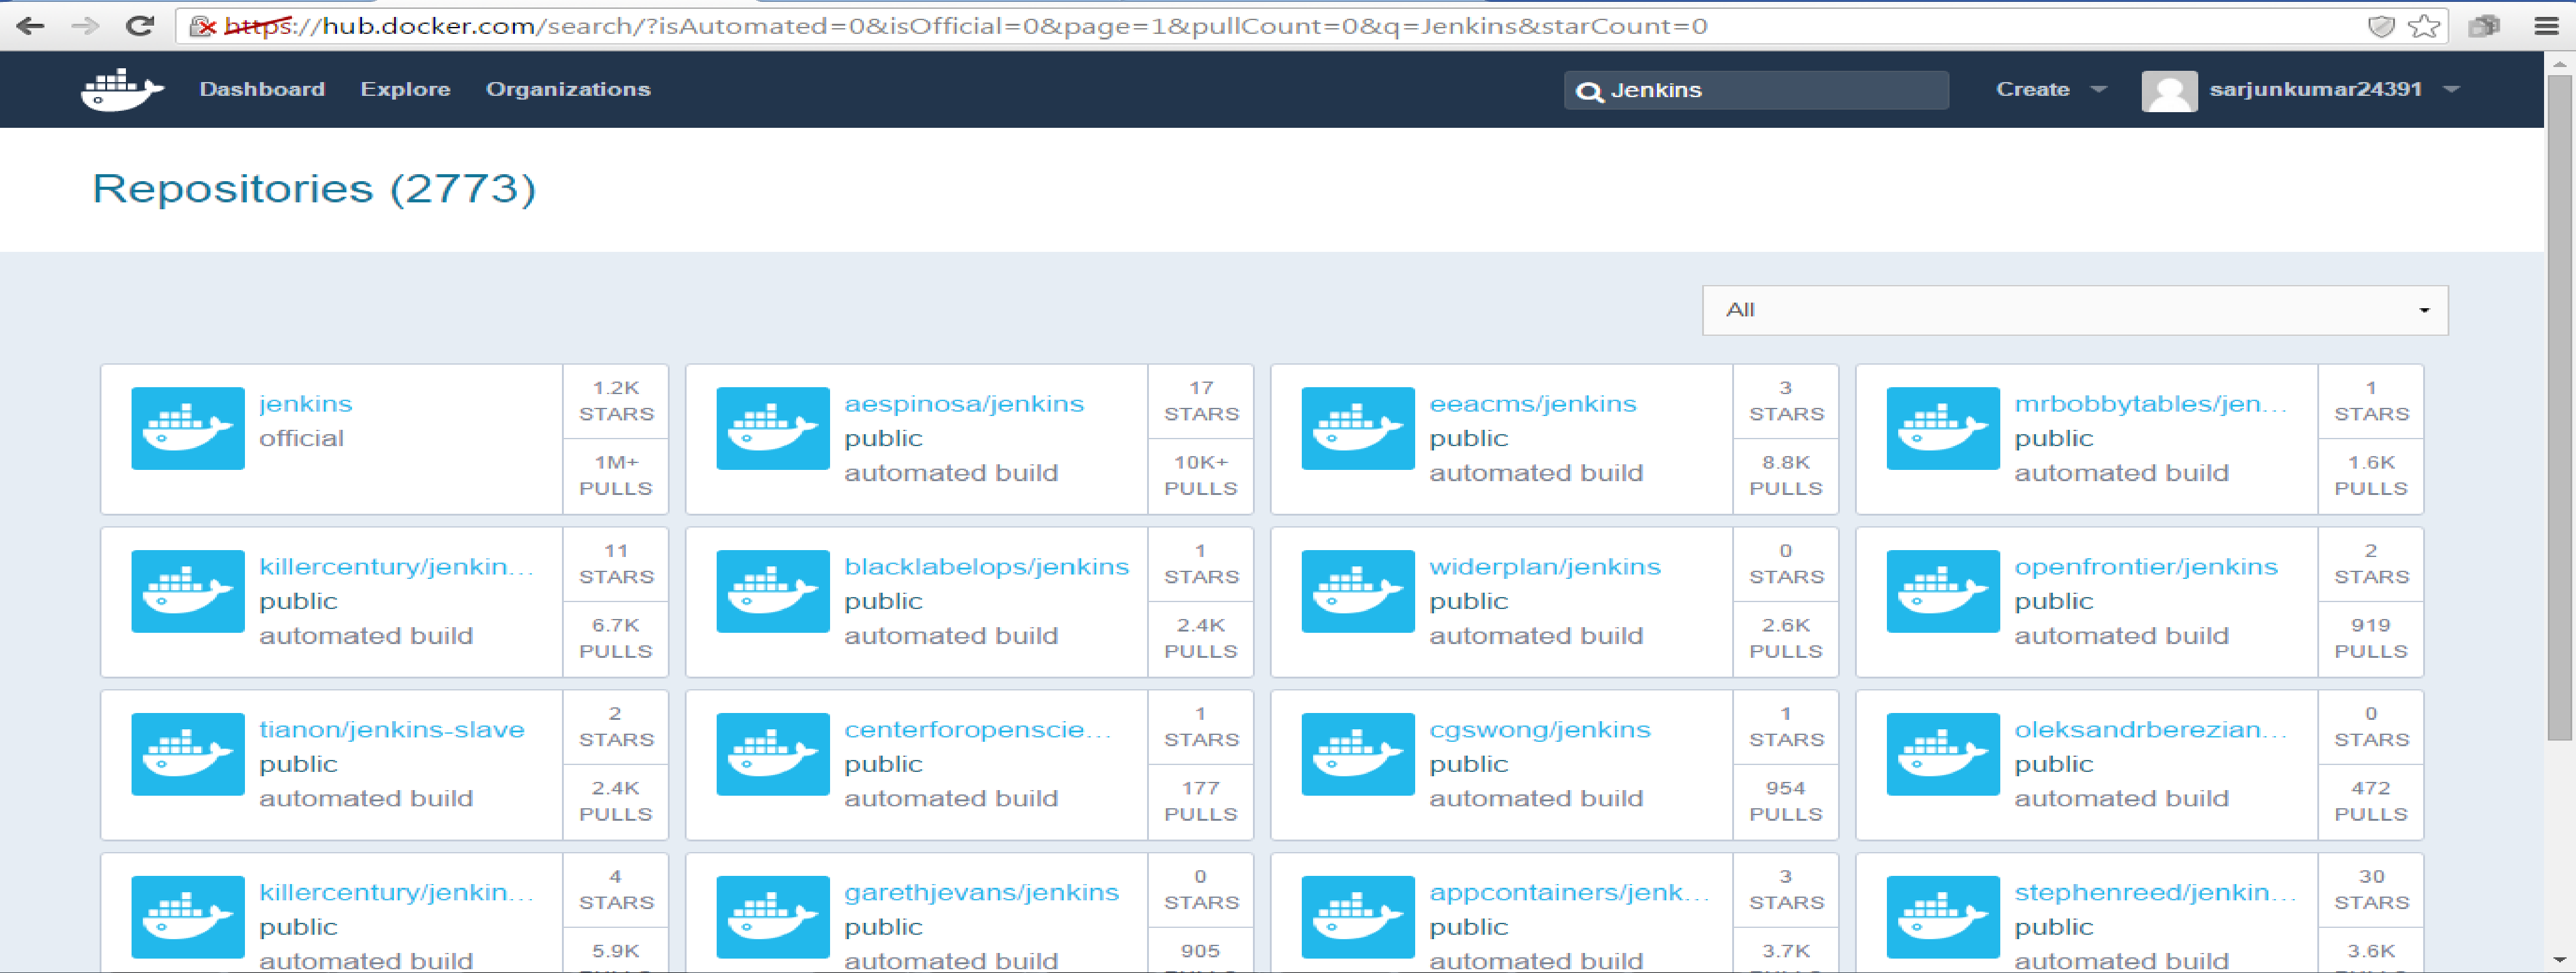 https://hub.docker.com/search/?isAutomated=0&isOfficial=0&page=1&pullCount=0&q=Jenkins&starCount=0
Dashboard Explore Organizations Jenkins Create sarjunkumar24391
Repositories (2773)
All
jenkins
official
1.2K
STARS
1M+
PULLS
aespinosa/jenkins
public
automated build
17
STARS
10K+
PULLS
eeacms/jenkins
public
automated build
3
STARS
8.8K
PULLS
mrbobbytables/jen...
public
automated build
1
STARS
1.6K
PULLS
killercentury/jenkin...
public
automated build
11
STARS
6.7K
PULLS
blacklabelops/jenkins
public
automated build
1
STARS
2.4K
PULLS
widerplan/jenkins
public
automated build
0
STARS
2.6K
PULLS
openfrontier/jenkins
public
automated build
2
STARS
919
PULLS
tianon/jenkins-slave
public
automated build
2
STARS
2.4K
PULLS
centerforopenscie...
public
automated build
1
STARS
177
PULLS
cgswong/jenkins
public
automated build
1
STARS
954
PULLS
oleksandrberezian...
public
automated build
0
STARS
472
PULLS
killercentury/jenkin...
public
automated build
4
STARS
5.9K
garethjevans/jenkins
public
automated build
0
STARS
905
appcontainers/jenk...
public
automated build
3
STARS
3.7K
stephenreed/jenkin...
public
automated build
30
STARS
3.6K